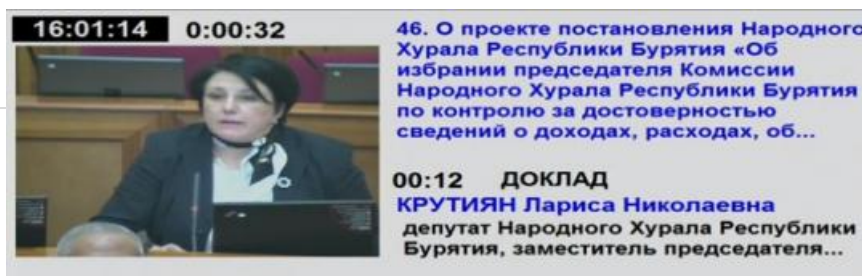 16:01:14 0:00:32
46. О проекте постановления Народного
Хурала Республики Бурятия «Об
избрании председателя Комиссии
Народного Хурала Республики Бурятия
по контролю за достоверностью
сведений о доходах, расходах, об...
00:12 ДОКЛАД
КРУТИЯН Лариса Николаевна
депутат Народного Хурала Республики
Бурятия, заместитель председателя...